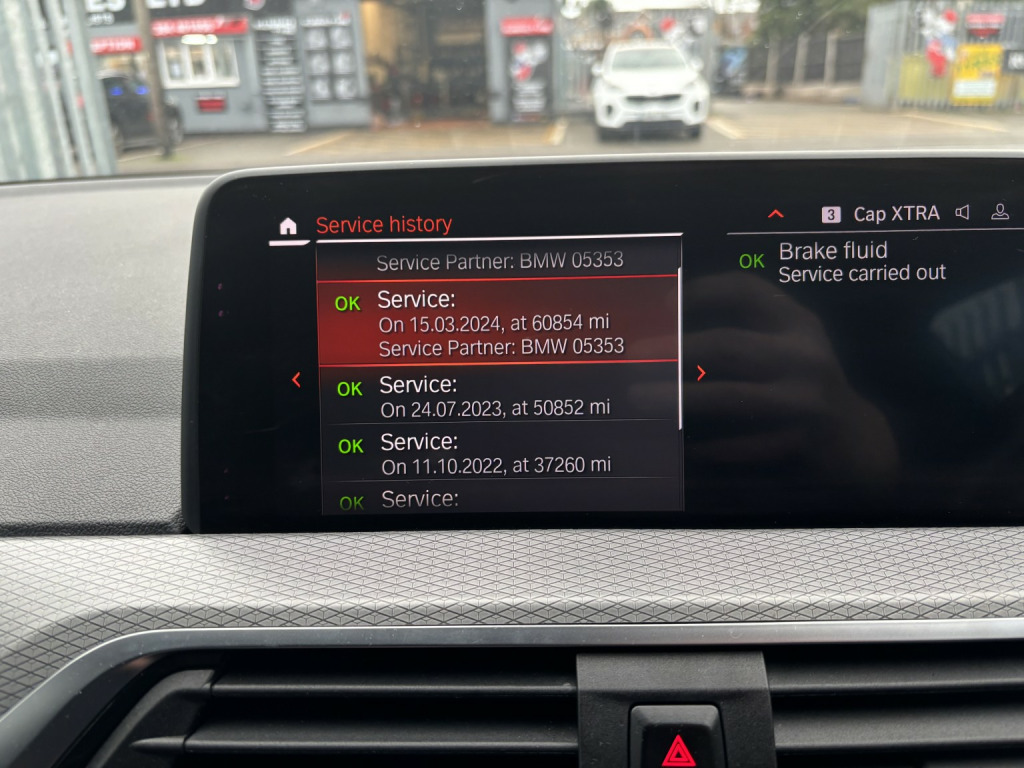 LTD
Service history
3 Cap XTRA
Service Partner: BMW 05353
OK Service:
On 15.03.2024, at 60854 mi
Service Partner: BMW 05353
OK Service:
On 24.07.2023, at 50852 mi
OK Service:
On 11.10.2022, at 37260 mi
OK Service:
OK Brake fluid
Service carried out